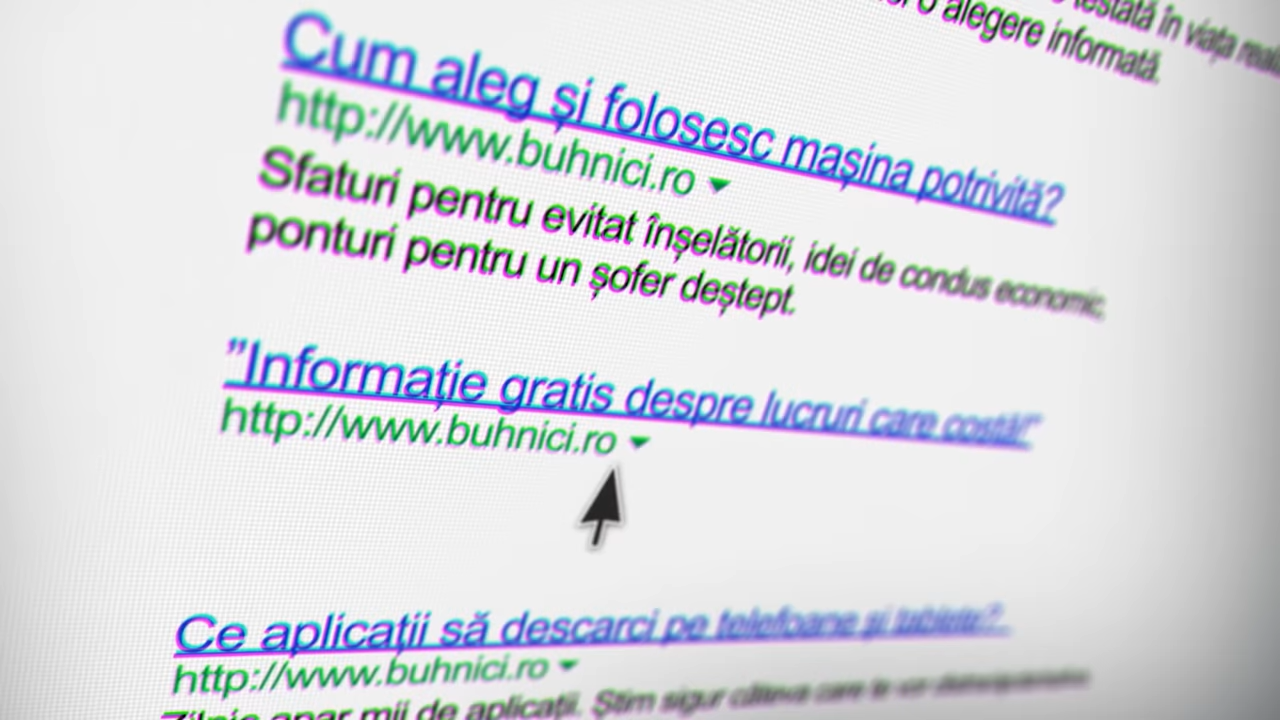 testată în viața reală
o alegere informată.
Cum aleg și folosesc mașina potrivită?
http://www.buhnici.ro
Sfaturi pentru evitat înșelătorii, idei de condus economic,
ponturi pentru un șofer deștept.
”Informație gratis despre lucruri care costă!”
http://www.buhnici.ro
Ce aplicații să descarci pe telefoane și tablete?
http://www.buhnici.ro
Zilnic apar mii de aplicații. Știm sigur câteva care te vor